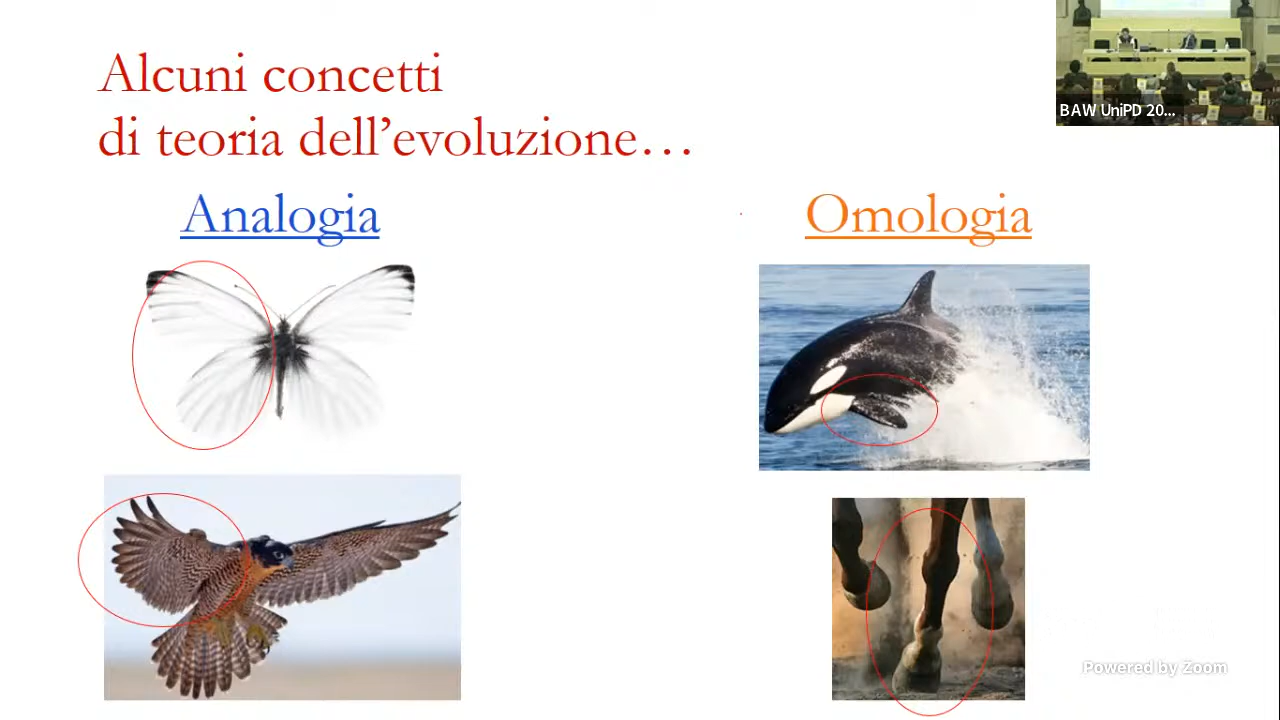 Alcuni concetti
di teoria dell’evoluzione…
Analogia
Omologia
BAW UniPD 20...
Powered by Zoom